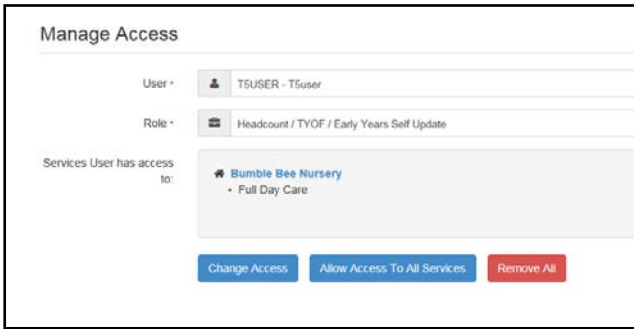 Manage Access
User *
T5USER - T5user
Role *
Headcount / TYOF / Early Years Self Update
Services User has access
to:
Bumble Bee Nursery
• Full Day Care
Change Access
Allow Access To All Services
Remove All